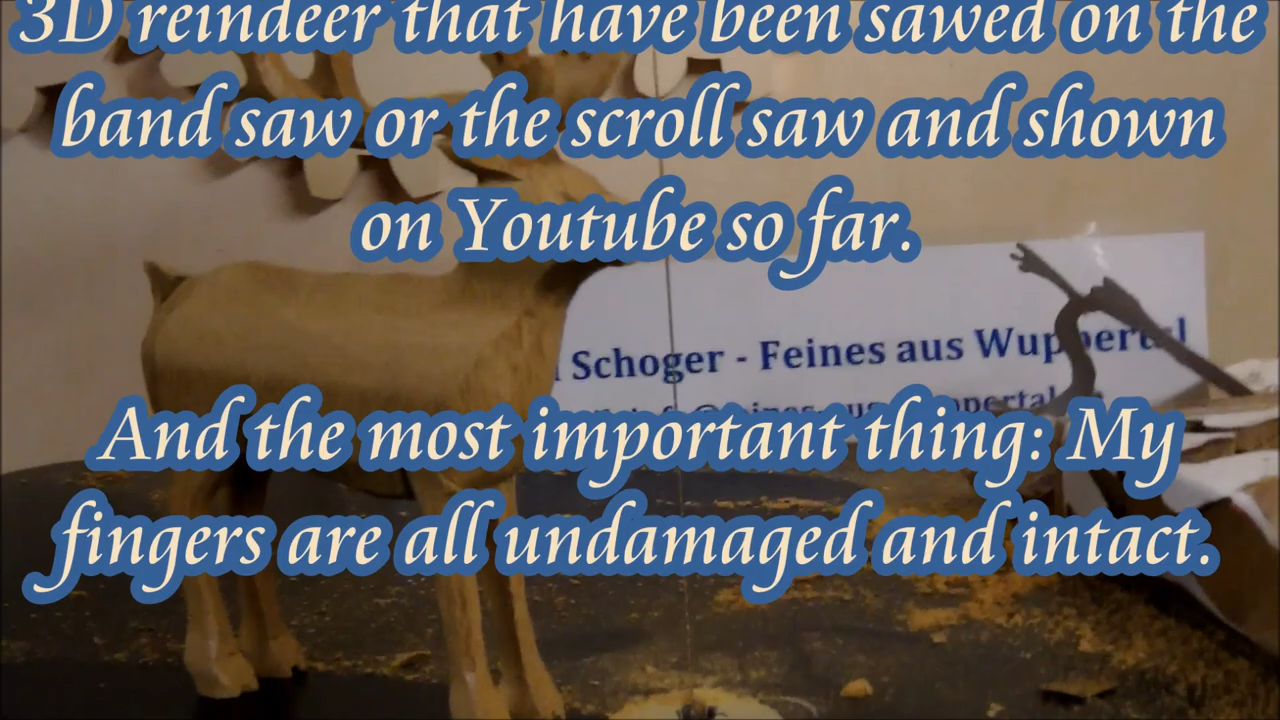 3D reindeer that have been sawed on the
band saw or the scroll saw and shown
on Youtube so far.
Schoger - Feines aus Wuppertal
And the most important thing: My
fingers are all undamaged and intact.